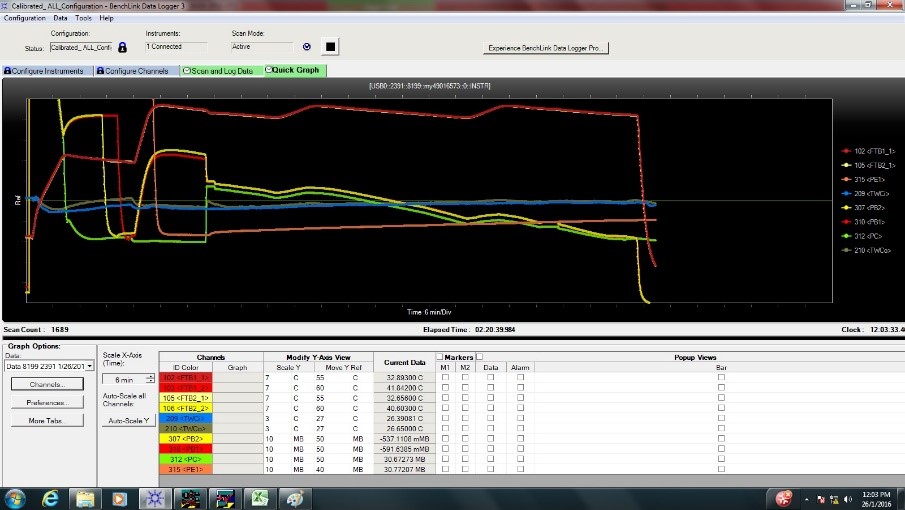 Calibrated_ ALL_Configuration - BenchLink Data Logger 3
Configuration Data Tools Help
Configuration: Instruments: Scan Mode:
Status: Calibrated_ ALL_Confi 1 Connected Active Experience BenchLink Data Logger Pro...
Configure Instruments Configure Channels Scan and Log Data Quick Graph
[USB0::2391::8199::my49016573::0::INSTR]
102 <FTB1_1>
105 <FTB2_1>
315 <PE1>
209 <TWCi>
307 <PB2>
310 <PB1>
312 <PC>
210 <TWCo>
Ref
Time 6 min/Div
Scan Count : 1689 Elapsed Time : 02:20:39.984 Clock : 12:03:33.4
Graph Options:
Data:
Data 8199 2391 1/26/201
Channels...
Preferences...
More Tabs...
Scale X-Axis
(Time):
6 min
Auto-Scale all
Channels:
Auto-Scale Y
Channels Modify Y-Axis View Current Data Markers Popup Views
ID Color Graph Scale Y Move Y Ref M1 M2 Data Alarm Bar
102 <FTB1_1> 7 C 55 C 32.89300 C
7 C 60 C 41.84200 C
105 <FTB2_1> 7 C 55 C 32.65600 C
106 <FTB2_2> 7 C 60 C 40.60300 C
209 <TWCi> 3 C 27 C 26.39081 C
210 <TWCo> 3 C 27 C 26.65000 C
307 <PB2> 10 MB 50 MB -537.1108 mMB
310 <PB1> 10 MB 50 MB -591.6385 mMB
312 <PC> 10 MB 50 MB 30.67273 MB
315 <PE1> 10 MB 40 MB 30.77207 MB
12:03 PM
26/1/2016